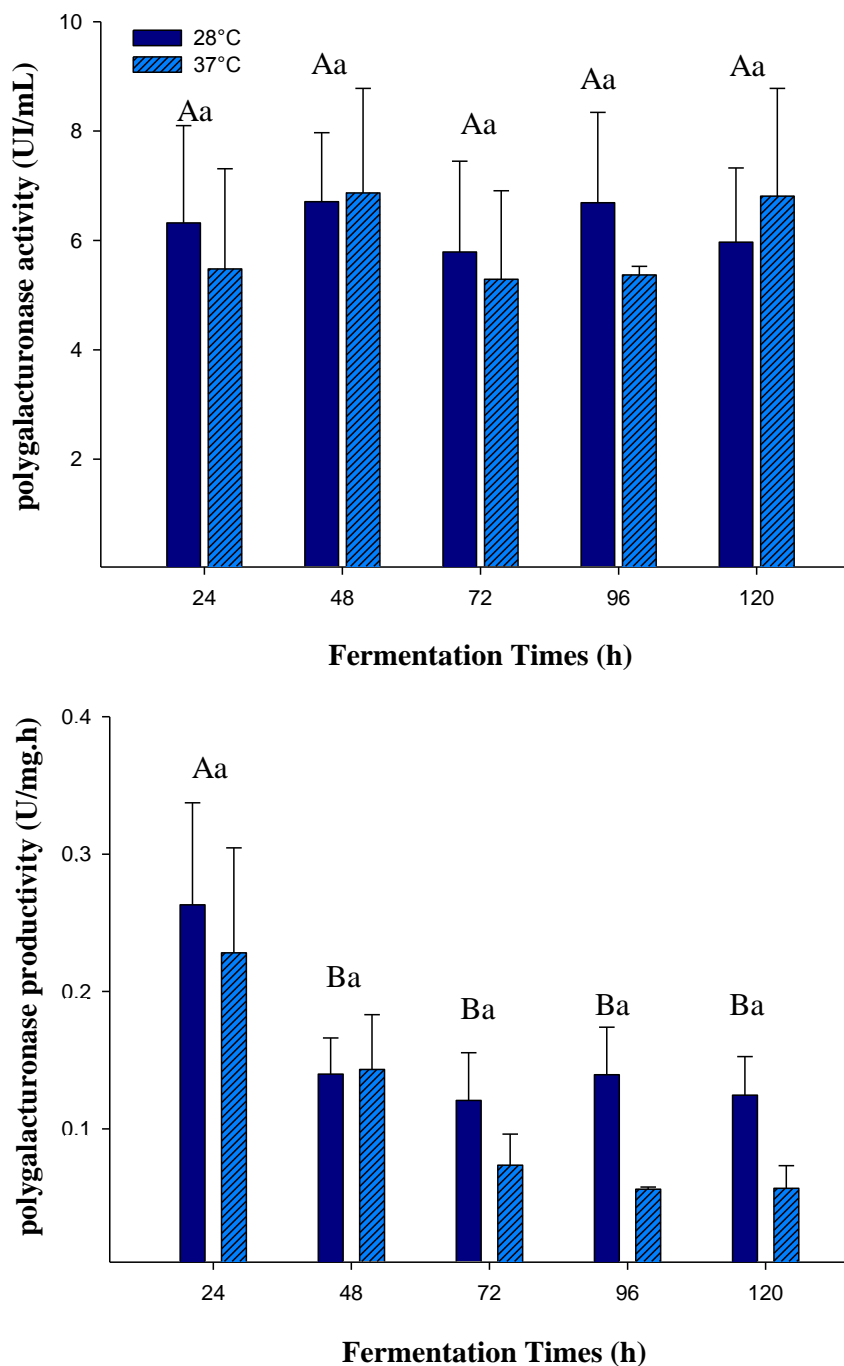 10
28°C
37°C
Aa
Aa
Aa
Aa
Aa
8
6
4
2
polygalacturonase activity (UI/mL)
24
48
72
96
120
Fermentation Times (h)
0.4
0.3
0.2
0.1
polygalacturonase productivity (U/mg.h)
Aa
Ba
Ba
Ba
Ba
24
48
72
96
120
Fermentation Times (h)